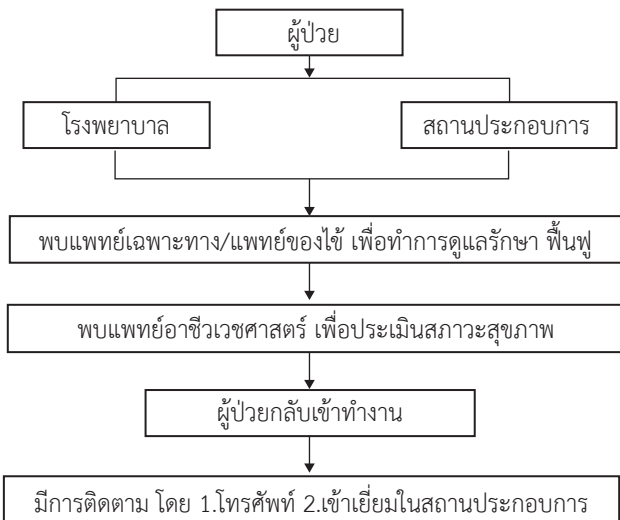 ผู้ป่วย
โรงพยาบาล
สถานประกอบการ
พบแพทย์เฉพาะทาง/แพทย์ของไข้ เพื่อทำการดูแลรักษา ฟื้นฟู
พบแพทย์อาชีวเวชศาสตร์ เพื่อประเมินสภาวะสุขภาพ
ผู้ป่วยกลับเข้าทำงาน
มีการติดตาม โดย 1.โทรศัพท์ 2.เข้าเยี่ยมในสถานประกอบการ